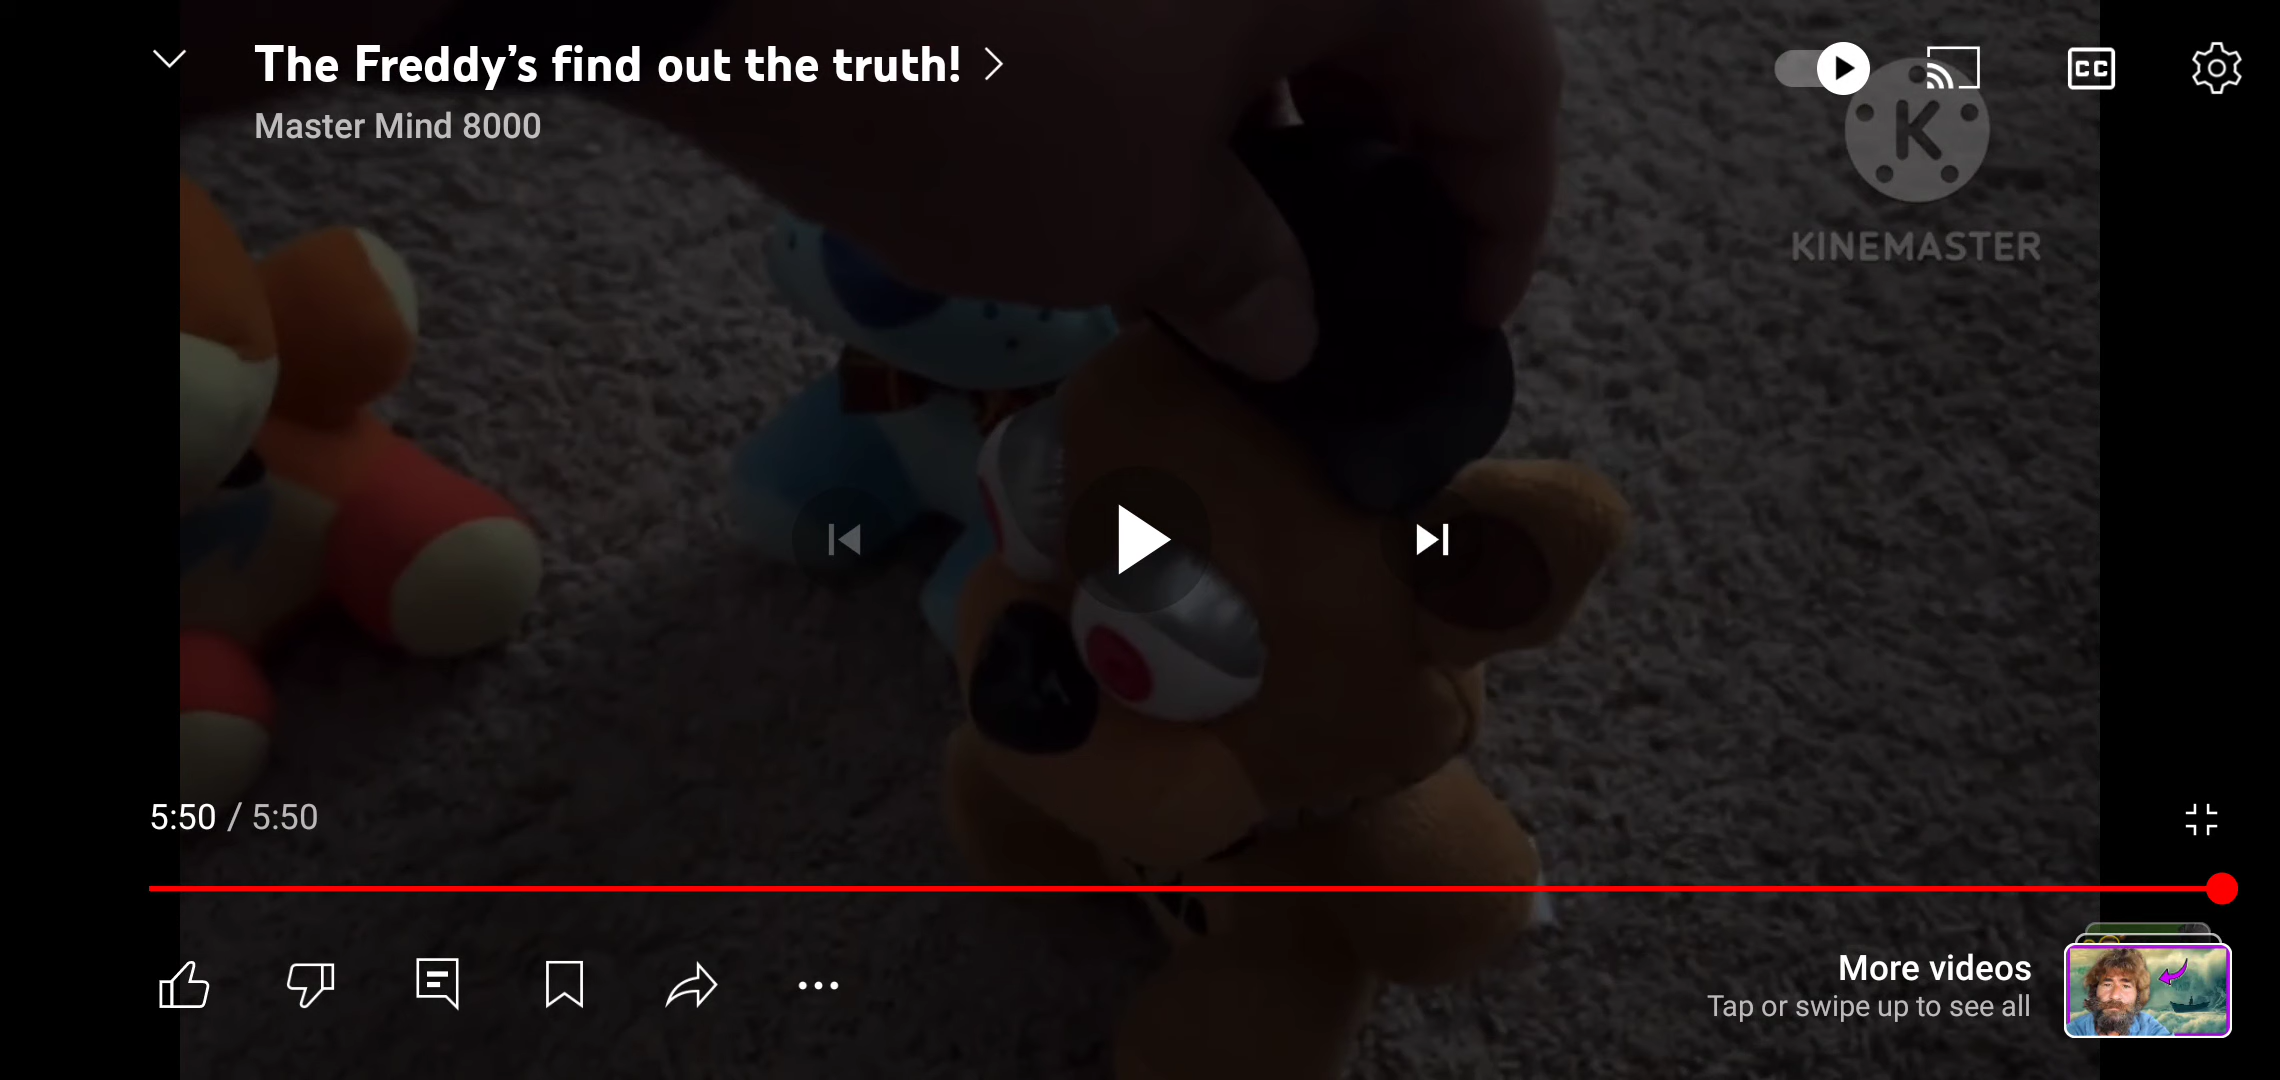 The Freddy’s find out the truth!
Master Mind 8000
CC
K
KINEMASTER
5:50 / 5:50
More videos
Tap or swipe up to see all